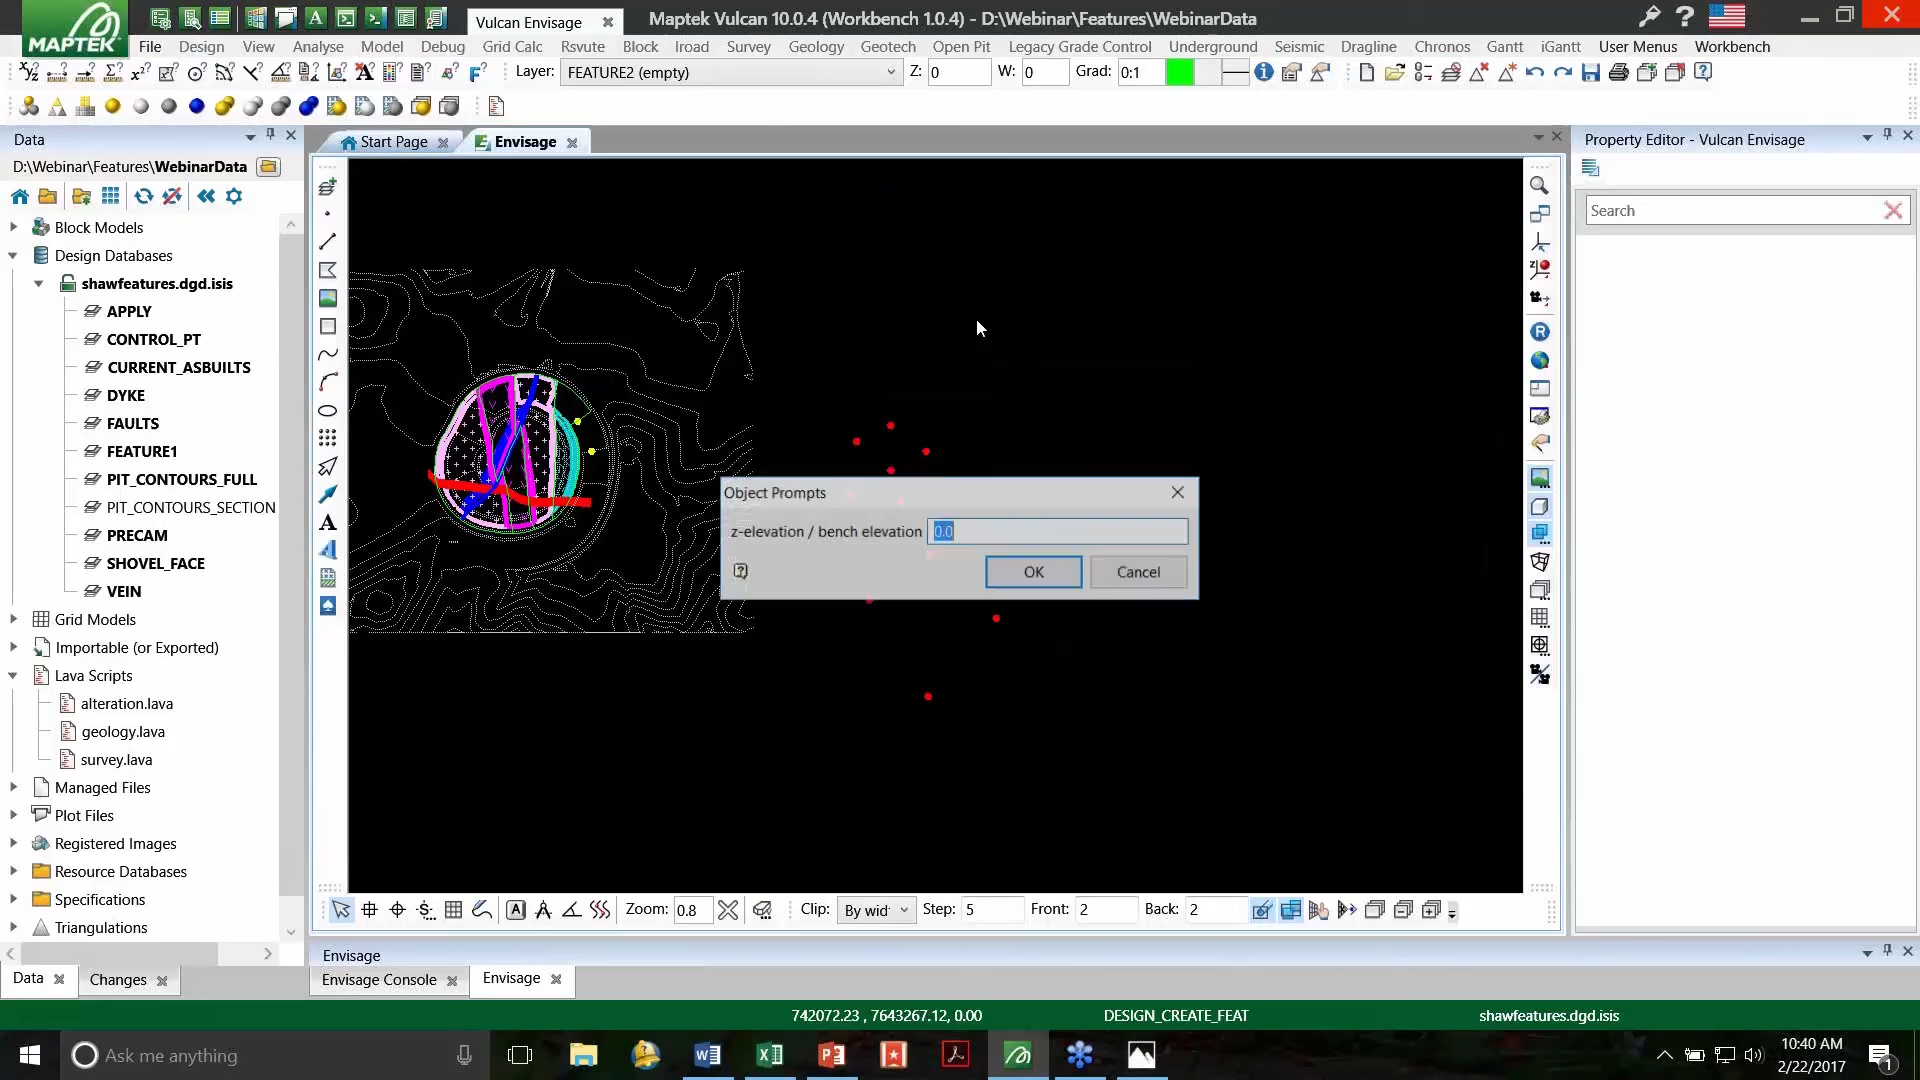 MAPTEK
Vulcan Envisage
Maptek Vulcan 10.0.4 (Workbench 1.0.4) - D:\Webinar\Features\WebinarData
File Design View Analyse Model Debug Grid Calc Rsvute Block Iroad Survey Geology Geotech Open Pit Legacy Grade Control Underground Seismic Dragline Chronos Gantt iGantt User Menus Workbench
Layer: FEATURE2 (empty) Z: 0 W: 0 Grad: 0:1
Data
Start Page
Envisage
Property Editor - Vulcan Envisage
D:\Webinar\Features\WebinarData
Search
Block Models
Design Databases
shawfeatures.dgd.isis
APPLY
CONTROL_PT
CURRENT_ASBUILTS
DYKE
FAULTS
FEATURE1
PIT_CONTOURS_FULL
PIT_CONTOURS_SECTION
PRECAM
SHOVEL_FACE
VEIN
Grid Models
Importable (or Exported)
Lava Scripts
alteration.lava
geology.lava
survey.lava
Managed Files
Plot Files
Registered Images
Resource Databases
Specifications
Triangulations
Object Prompts
z-elevation / bench elevation 0.0
OK Cancel
Zoom: 0.8 Clip: By wid Step: 5 Front: 2 Back: 2
Envisage
Data Changes
Envisage Console Envisage
742072.23 , 7643267.12, 0.00 DESIGN_CREATE_FEAT shawfeatures.dgd.isis
Ask me anything
10:40 AM
2/22/2017
1